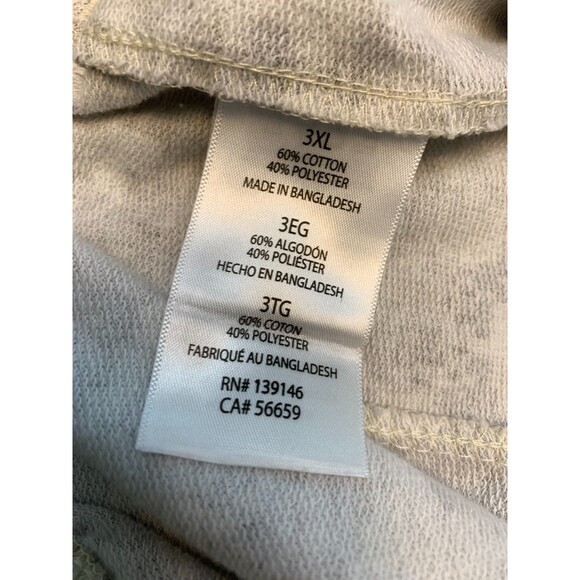 3XL
60% COTTON
40% POLYESTER
MADE IN BANGLADESH
3EG
60% ALGODÓN
40% POLIÉSTER
HECHO EN BANGLADESH
3TG
60% COTON
40% POLYESTER
FABRIQUÉ AU BANGLADESH
RN# 139146
CA# 56659